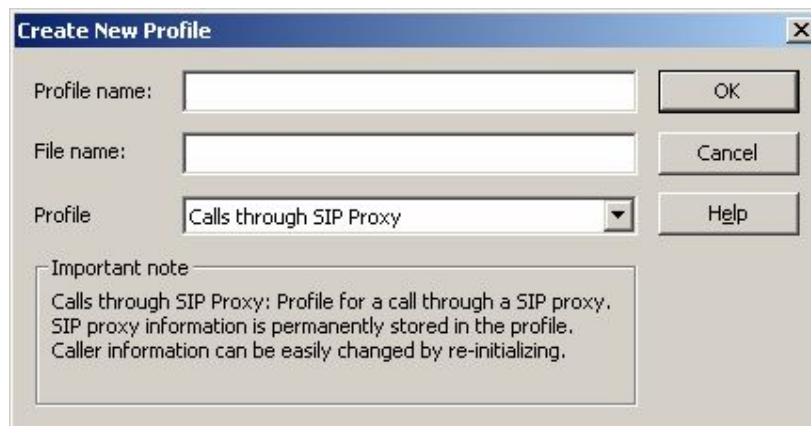 Create New Profile
Profile name:
OK
File name:
Cancel
Profile
Calls through SIP Proxy
Help
Important note
Calls through SIP Proxy: Profile for a call through a SIP proxy.
SIP proxy information is permanently stored in the profile.
Caller information can be easily changed by re-initializing.